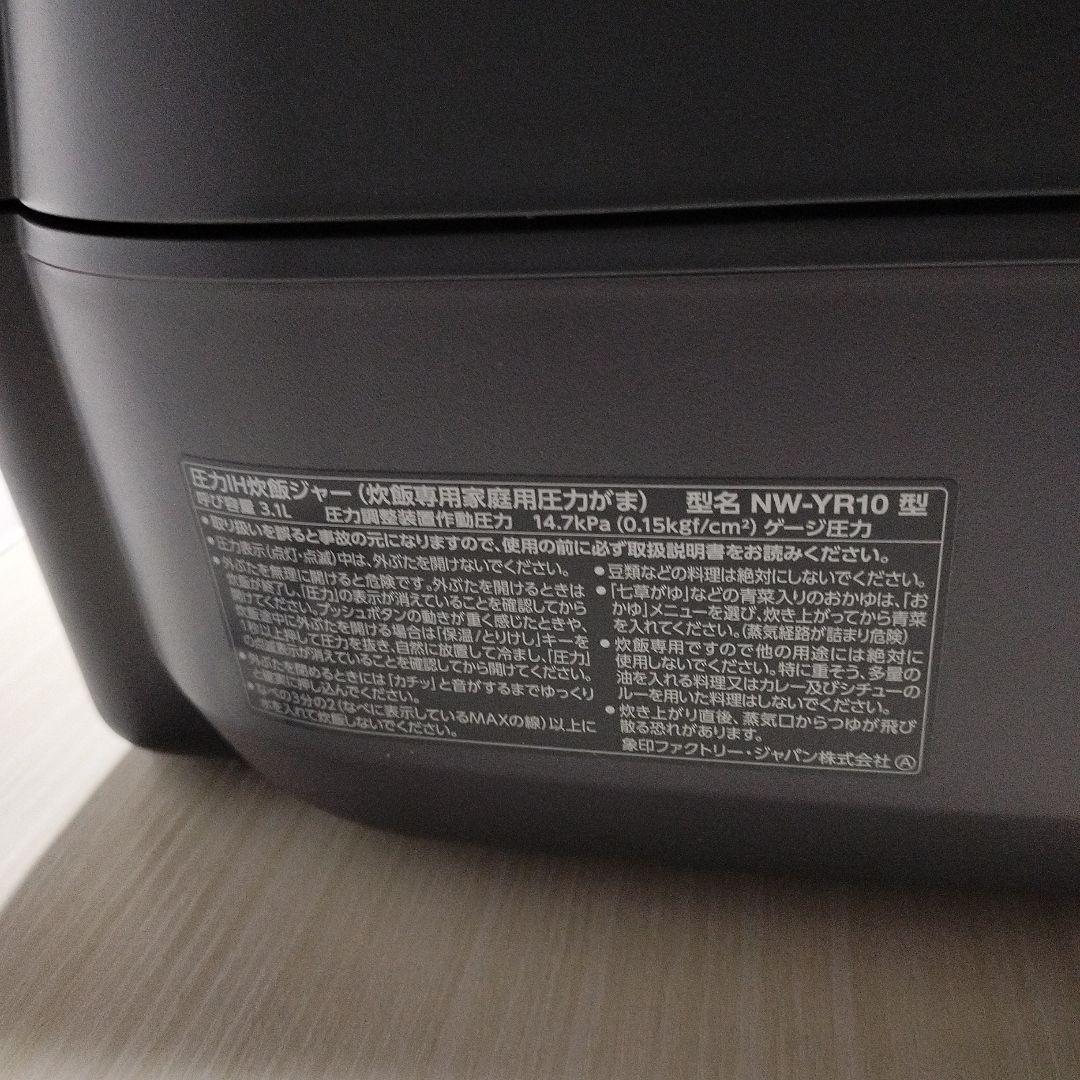 圧力IH炊飯ジャー(炊飯専用家庭用圧力がま) 型名 NW-YR10 型
呼び容量 3.1L 圧力調整装置作動圧力 14.7kPa (0.15kgf/cm²) ゲージ圧力
●取り扱いを誤ると事故の元になりますので、使用の前に必ず取扱説明書をお読みください。
●圧力表示(点灯・点滅)中は、外ぶたを開けないでください。
●外ぶたを無理に開けると危険です。外ぶたを開けるときは
炊飯が完了し、「圧力」の表示が消えていることを確認してから
開けてください。プッシュボタンの動きが重く感じたときや、
炊飯途中に外ぶたを開ける場合は「保温/とりけし」キーを
1秒以上押して圧力を抜き、自然に放置して冷まし、「圧力」
の点滅表示が消えていることを確認してから開けてください。
●外ぶたを閉めるときには「カチッ」と音がするまでゆっくり
と確実に押し込んでください。
●なべの3分の2(なべに表示しているMAXの線)以上に
水を入れて炊飯しないでください。
●豆類などの料理は絶対にしないでください。
●「七草がゆ」などの青菜入りのおかゆは、「お
かゆ」メニューを選び、炊き上がってから青菜
を入れてください。(蒸気経路が詰まり危険)
●炊飯専用ですので他の用途には絶対に
使用しないでください。特に重そう、多量の
油を入れる料理又はカレー及びシチューの
ルーを用いた料理はしないでください。
●炊き上がり直後、蒸気口からつゆが飛び
散る恐れがあります。
象印ファクトリー・ジャパン株式会社 Ⓐ